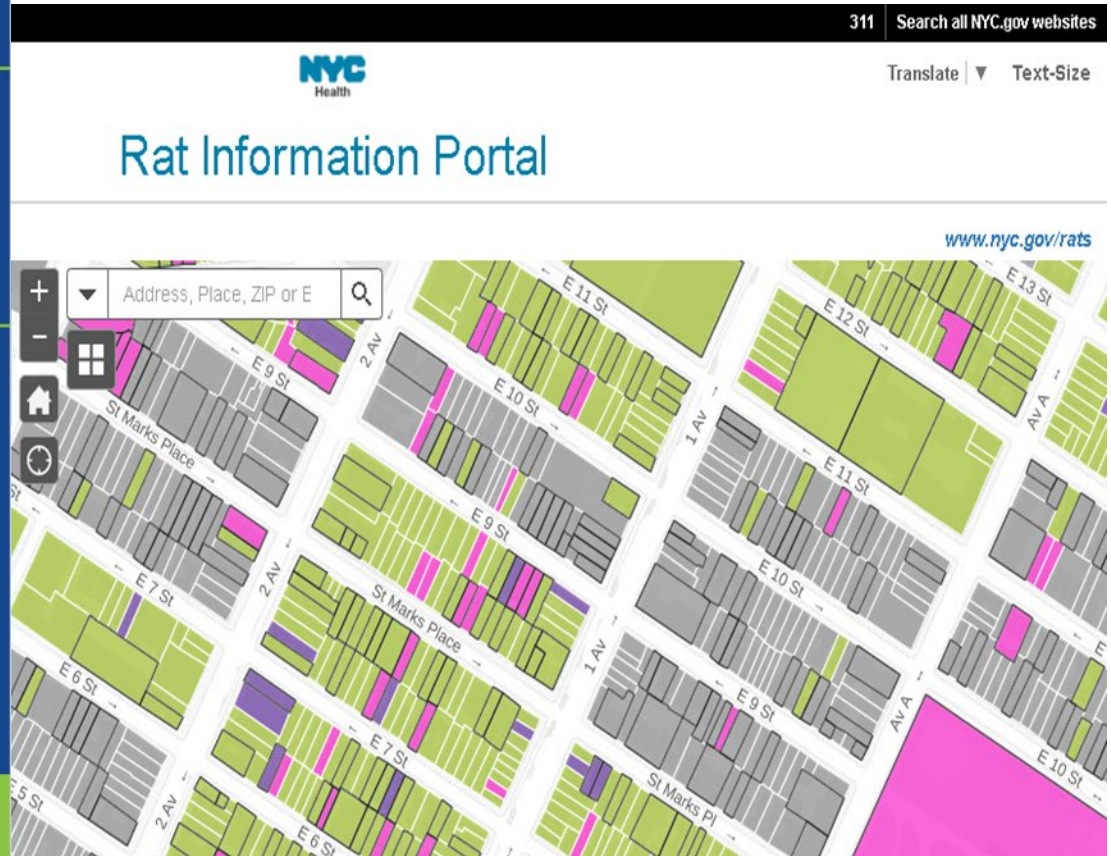 311 Search all NYC.gov websites
NYC
Health
Translate ▼ Text-Size
Rat Information Portal
www.nyc.gov/rats
+
Address, Place, ZIP or E
−
E 13 St
E 11 St
E 12 St
2 Av
E 9 St
E 10 St
Av A
St Marks Place
1 Av
E 11 St
E 9 St
E 7 St
2 Av
E 10 St
St Marks Place
1 Av
E 6 St
E 9 St
Av A
E 7 St
E 10 St
St Marks Pl
E 5 St
2 Av
E 6 St